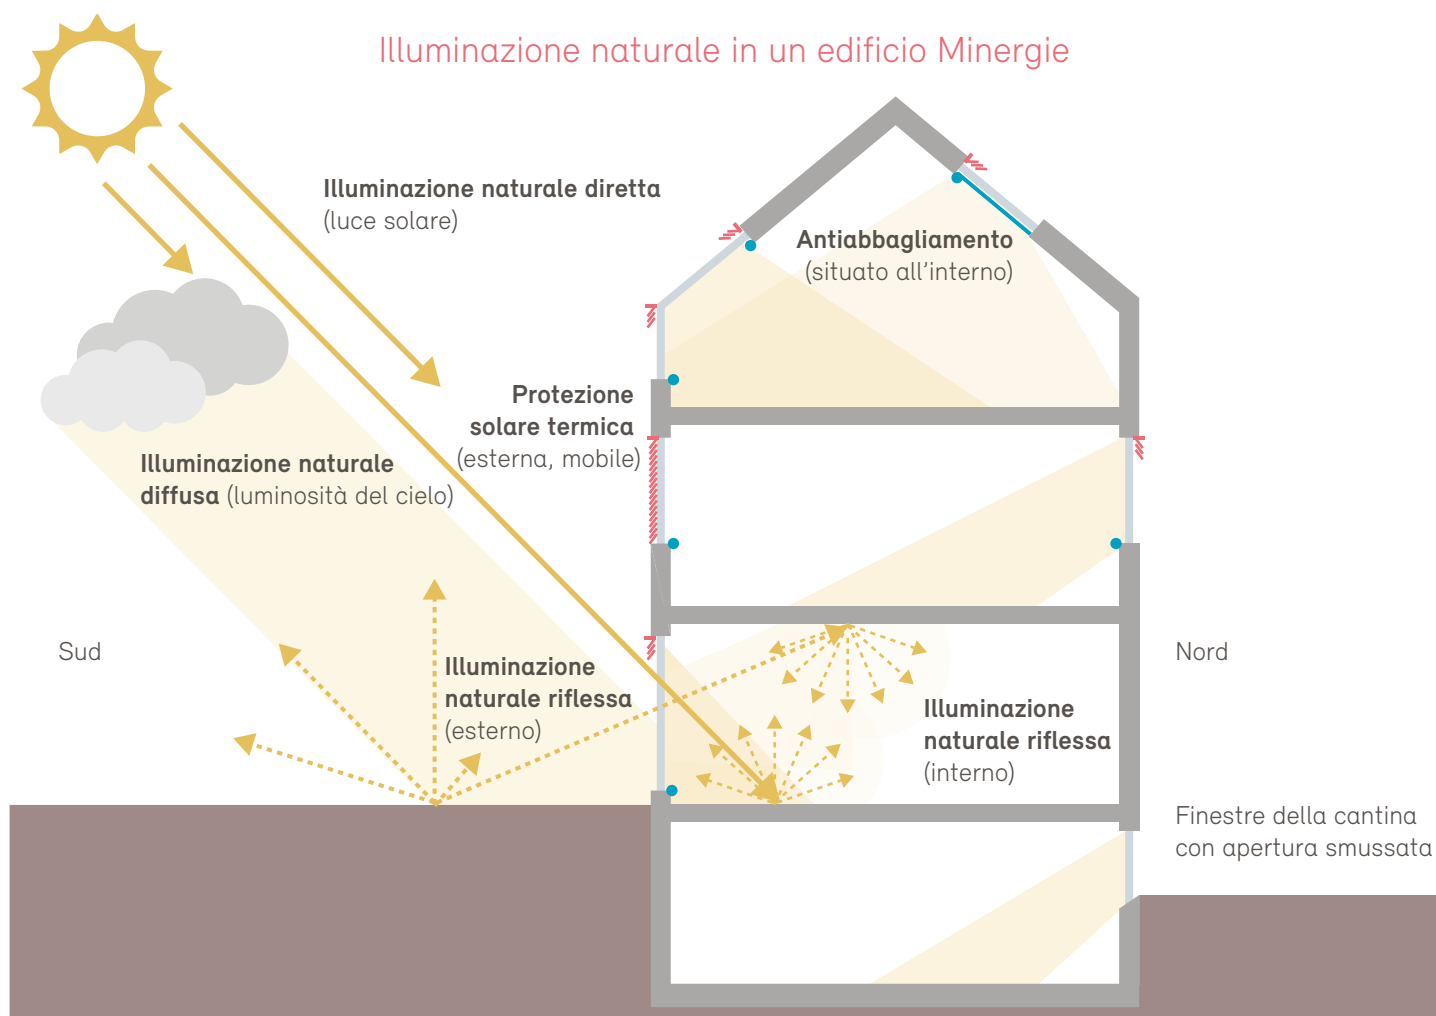 Illuminazione naturale in un edificio Minergie
Illuminazione naturale diretta
(luce solare)
Antiabbagliamento
(situato all'interno)
Protezione
solare termica
(esterna, mobile)
Illuminazione naturale
diffusa (luminosità del cielo)
Sud
Illuminazione
naturale riflessa
(esterno)
Nord
Illuminazione
naturale riflessa
(interno)
Finestre della cantina
con apertura smussata